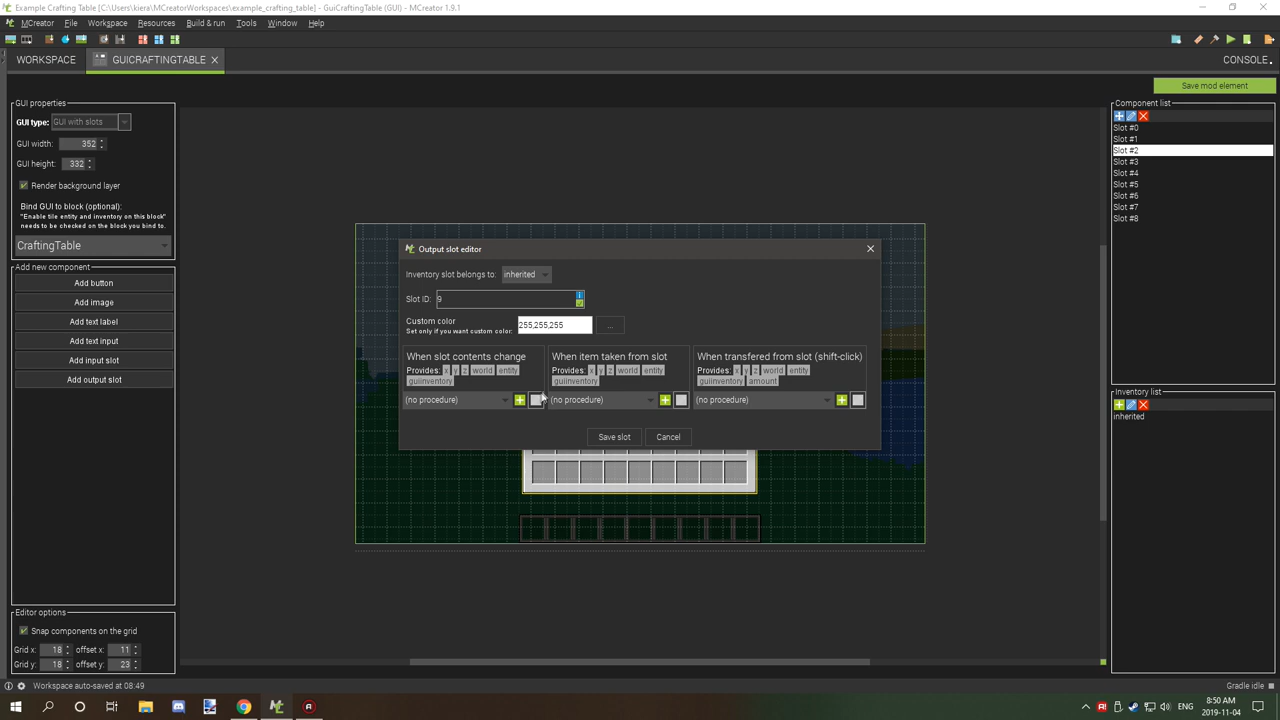 Example Crafting Table [C:\Users\kiera\MCreatorWorkspaces\example_crafting_table] - GuiCraftingTable (GUI) - MCreator 1.9.1
MCreator File Workspace Resources Build & run Tools Window Help
WORKSPACE GUICRAFTINGTABLE CONSOLE
Save mod element
GUI properties
GUI type: GUI with slots
GUI width: 352
GUI height: 332
Render background layer
Bind GUI to block (optional):
"Enable tile entity and inventory on this block"
needs to be checked on the block you bind to.
CraftingTable
Add new component
Add button
Add image
Add text label
Add text input
Add input slot
Add output slot
Editor options
Snap components on the grid
Grid x: 18 offset x: 11
Grid y: 18 offset y: 23
Output slot editor
Inventory slot belongs to: inherited
Slot ID: 9
Custom color
Set only if you want custom color:
255,255,255 ...
When slot contents change
Provides: x y z world entity
guiinventory
(no procedure)
When item taken from slot
Provides: x y z world entity
guiinventory
(no procedure)
When transfered from slot (shift-click)
Provides: x y z world entity
guiinventory amount
(no procedure)
Save slot Cancel
Component list
Slot #0
Slot #1
Slot #2
Slot #3
Slot #4
Slot #5
Slot #6
Slot #7
Slot #8
Inventory list
inherited
Workspace auto-saved at 08:49
Gradle idle
ENG
8:50 AM
2019-11-04